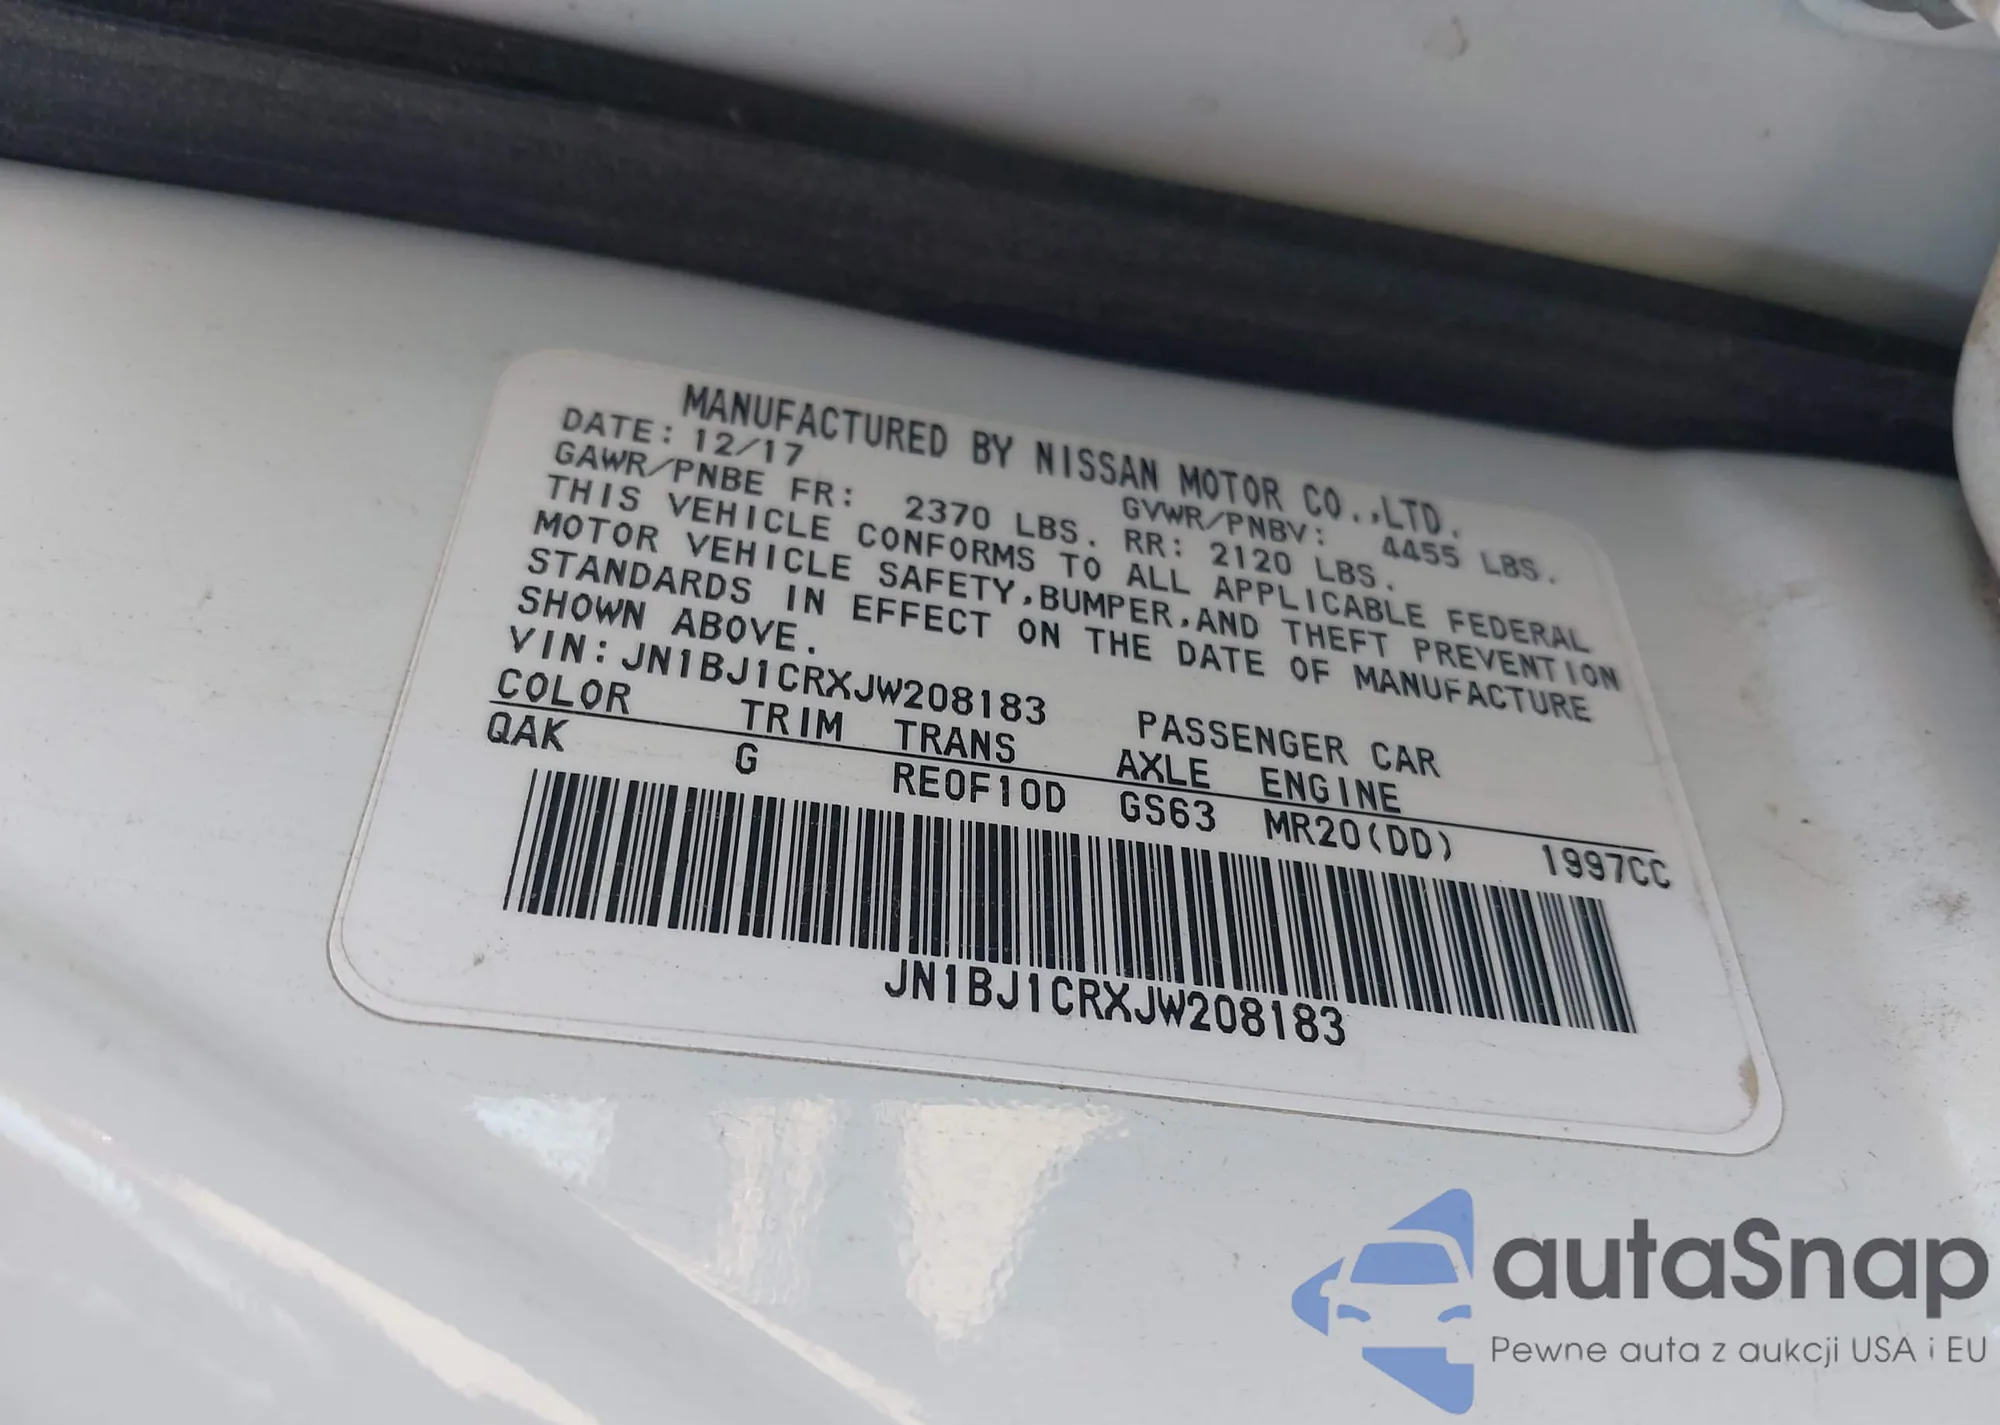 MANUFACTURED BY NISSAN MOTOR CO.,LTD.
DATE: 12/17 GVWR/PNBV: 4455 LBS.
GAWR/PNBE FR: 2370 LBS. RR: 2120 LBS.
THIS VEHICLE CONFORMS TO ALL APPLICABLE FEDERAL
MOTOR VEHICLE SAFETY,BUMPER,AND THEFT PREVENTION
STANDARDS IN EFFECT ON THE DATE OF MANUFACTURE
SHOWN ABOVE.
VIN:JN1BJ1CRXJW208183 PASSENGER CAR
COLOR TRIM TRANS AXLE ENGINE
QAK G RE0F10D GS63 MR20(DD) 1997CC
JN1BJ1CRXJW208183
autaSnap
Pewne auta z aukcji USA i EU